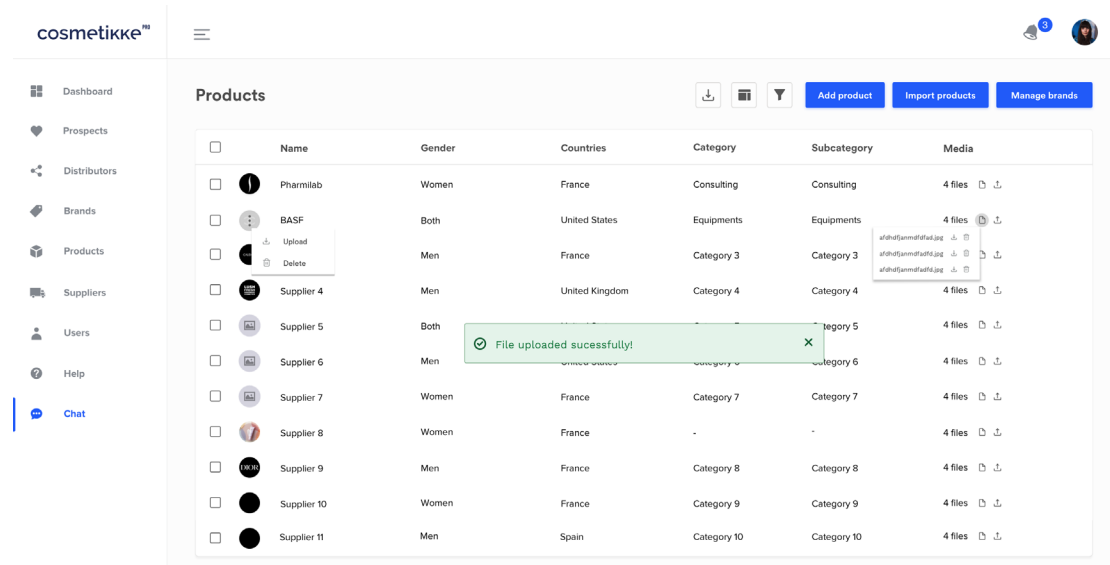 cosmetikke PRO
3
Dashboard
Prospects
Distributors
Brands
Products
Suppliers
Users
Help
Chat
Products
Add product Import products Manage brands
Name Gender Countries Category Subcategory Media
Pharmilab Women France Consulting Consulting 4 files
BASF Both United States Equipments Equipments 4 files
Upload
Delete
afdhdfjanmdfdfad.jpg
afdhdfjanmdfadfd.jpg
afdhdfjanmdfadfd.jpg
Men France Category 3 Category 3
Supplier 4 Men United Kingdom Category 4 Category 4 4 files
Supplier 5 Both tegory 5 4 files
File uploaded sucessfully!
Supplier 6 Men United States Category 6 4 files
Supplier 7 Women France Category 7 Category 7 4 files
Supplier 8 Women France - - 4 files
DIOR Supplier 9 Men France Category 8 Category 8 4 files
Supplier 10 Women France Category 9 Category 9 4 files
Supplier 11 Men Spain Category 10 Category 10 4 files